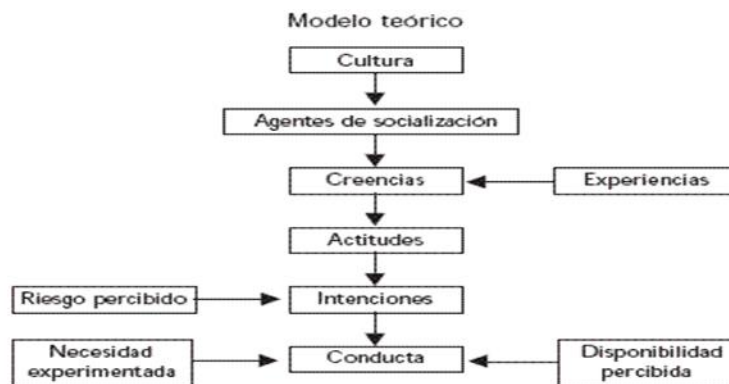 Modelo teórico
Cultura
Agentes de socialización
Creencias
Experiencias
Actitudes
Riesgo percibido
Intenciones
Necesidad
experimentada
Conducta
Disponibilidad
percibida